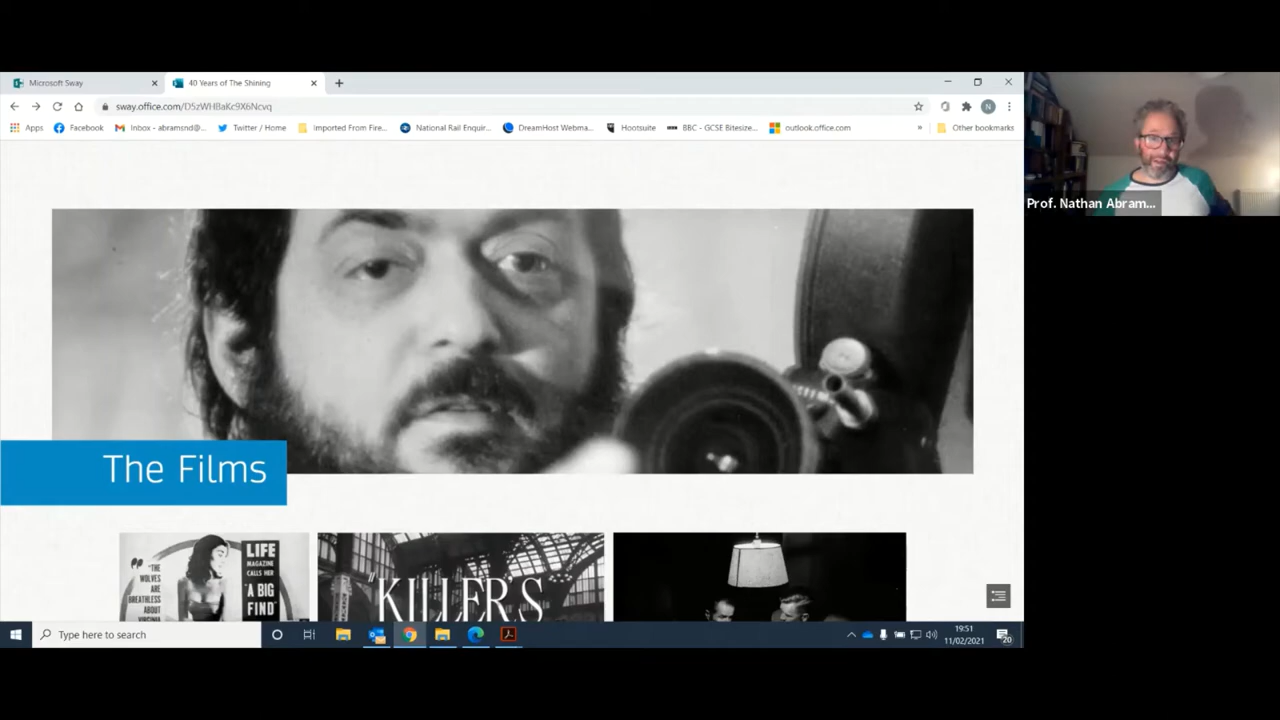 Microsoft Sway
40 Years of The Shining
sway.office.com/D5zWHBaKc9X6Ncvq
N
Apps
Facebook
Inbox - abramsnd@...
Twitter / Home
Imported From Fire...
National Rail Enquir...
DreamHost Webma...
Hootsuite
BBC
BBC - GCSE Bitesize...
outlook.office.com
»
Other bookmarks
Prof. Nathan Abram...
The Films
"THE
WOLVES
ARE
BREATHLESS
ABOUT
VIRGINIA
LIFE
MAGAZINE
CALLS HER
"A BIG
FIND"
"KILLER'S
Type here to search
19:51
11/02/2021
20